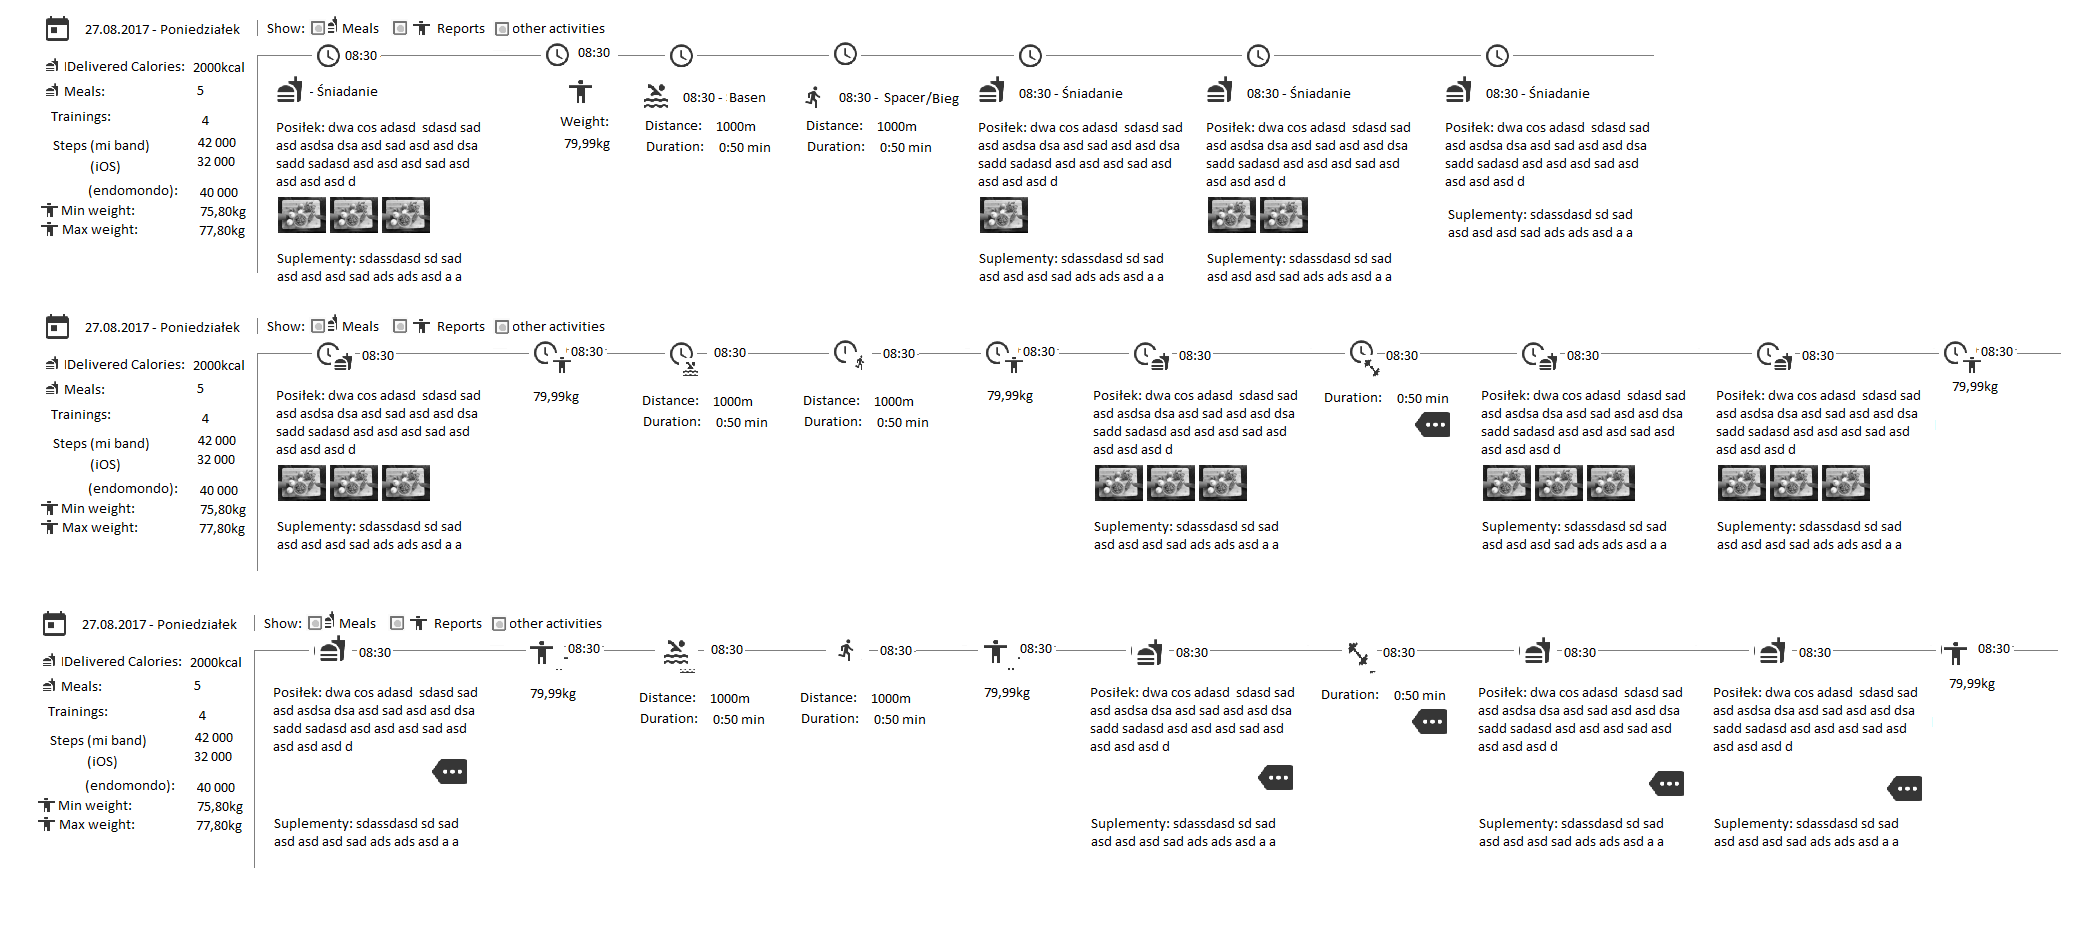 27.08.2017 - Poniedziałek Show: Meals Reports other activities
Delivered Calories: 2000kcal
Meals: 5
Trainings: 4
Steps (mi band) 42 000
(iOS) 32 000
(endomondo): 40 000
Min weight: 75,80kg
Max weight: 77,80kg
08:30
- Śniadanie
Posiłek: dwa cos adasd sdasd sad
asd asdsa dsa asd sad asd asd dsa
sadd sadasd asd asd asd sad asd
asd asd asd d
Suplementy: sdassdasd sd sad
asd asd asd sad ads ads asd a a
08:30
Weight:
79,99kg
08:30 - Basen
Distance: 1000m
Duration: 0:50 min
08:30 - Spacer/Bieg
Distance: 1000m
Duration: 0:50 min
08:30 - Śniadanie
Posiłek: dwa cos adasd sdasd sad
asd asdsa dsa asd sad asd asd dsa
sadd sadasd asd asd asd sad asd
asd asd asd d
Suplementy: sdassdasd sd sad
asd asd asd sad ads ads asd a a
08:30 - Śniadanie
Posiłek: dwa cos adasd sdasd sad
asd asdsa dsa asd sad asd asd dsa
sadd sadasd asd asd asd sad asd
asd asd asd d
Suplementy: sdassdasd sd sad
asd asd asd sad ads ads asd a a
08:30 - Śniadanie
Posiłek: dwa cos adasd sdasd sad
asd asdsa dsa asd sad asd asd dsa
sadd sadasd asd asd asd sad asd
asd asd asd d
Suplementy: sdassdasd sd sad
asd asd asd sad ads ads asd a a
27.08.2017 - Poniedziałek Show: Meals Reports other activities
Delivered Calories: 2000kcal
Meals: 5
Trainings: 4
Steps (mi band) 42 000
(iOS) 32 000
(endomondo): 40 000
Min weight: 75,80kg
Max weight: 77,80kg
08:30
Posiłek: dwa cos adasd sdasd sad
asd asdsa dsa asd sad asd asd dsa
sadd sadasd asd asd asd sad asd
asd asd asd d
Suplementy: sdassdasd sd sad
asd asd asd sad ads ads asd a a
08:30
79,99kg
08:30
Distance: 1000m
Duration: 0:50 min
08:30
Distance: 1000m
Duration: 0:50 min
08:30
79,99kg
08:30
Posiłek: dwa cos adasd sdasd sad
asd asdsa dsa asd sad asd asd dsa
sadd sadasd asd asd asd sad asd
asd asd asd d
Suplementy: sdassdasd sd sad
asd asd asd sad ads ads asd a a
08:30
Duration: 0:50 min
08:30
Posiłek: dwa cos adasd sdasd sad
asd asdsa dsa asd sad asd asd dsa
sadd sadasd asd asd asd sad asd
asd asd asd d
Suplementy: sdassdasd sd sad
asd asd asd sad ads ads asd a a
08:30
Posiłek: dwa cos adasd sdasd sad
asd asdsa dsa asd sad asd asd dsa
sadd sadasd asd asd asd sad asd
asd asd asd d
Suplementy: sdassdasd sd sad
asd asd asd sad ads ads asd a a
08:30
79,99kg
27.08.2017 - Poniedziałek Show: Meals Reports other activities
Delivered Calories: 2000kcal
Meals: 5
Trainings: 4
Steps (mi band) 42 000
(iOS) 32 000
(endomondo): 40 000
Min weight: 75,80kg
Max weight: 77,80kg
08:30
Posiłek: dwa cos adasd sdasd sad
asd asdsa dsa asd sad asd asd dsa
sadd sadasd asd asd asd sad asd
asd asd asd d
Suplementy: sdassdasd sd sad
asd asd asd sad ads ads asd a a
08:30
79,99kg
08:30
Distance: 1000m
Duration: 0:50 min
08:30
Distance: 1000m
Duration: 0:50 min
08:30
79,99kg
08:30
Posiłek: dwa cos adasd sdasd sad
asd asdsa dsa asd sad asd asd dsa
sadd sadasd asd asd asd sad asd
asd asd asd d
Suplementy: sdassdasd sd sad
asd asd asd sad ads ads asd a a
08:30
Duration: 0:50 min
08:30
Posiłek: dwa cos adasd sdasd sad
asd asdsa dsa asd sad asd asd dsa
sadd sadasd asd asd asd sad asd
asd asd asd d
Suplementy: sdassdasd sd sad
asd asd asd sad ads ads asd a a
08:30
Posiłek: dwa cos adasd sdasd sad
asd asdsa dsa asd sad asd asd dsa
sadd sadasd asd asd asd sad asd
asd asd asd d
Suplementy: sdassdasd sd sad
asd asd asd sad ads ads asd a a
08:30
79,99kg